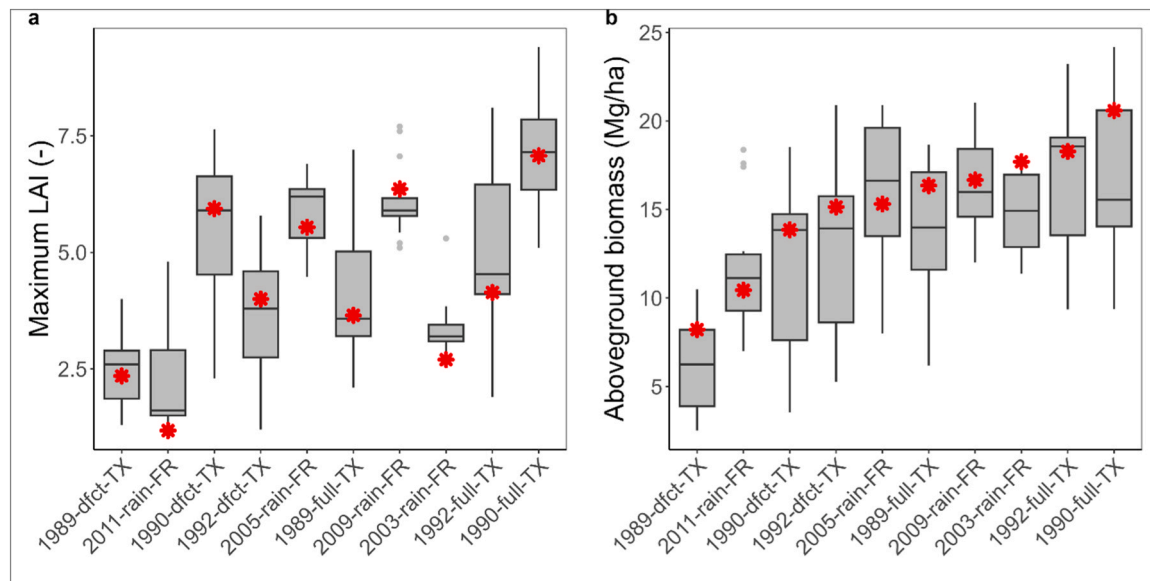 a
Maximum LAI (-)
7.5
5.0
2.5
1989-dfct-TX
2011-rain-FR
1990-dfct-TX
1992-dfct-TX
2005-rain-FR
1989-full-TX
2009-rain-FR
2003-rain-FR
1992-full-TX
1990-full-TX
b
Aboveground biomass (Mg/ha)
25
20
15
10
5
1989-dfct-TX
2011-rain-FR
1990-dfct-TX
1992-dfct-TX
2005-rain-FR
1989-full-TX
2009-rain-FR
2003-rain-FR
1992-full-TX
1990-full-TX